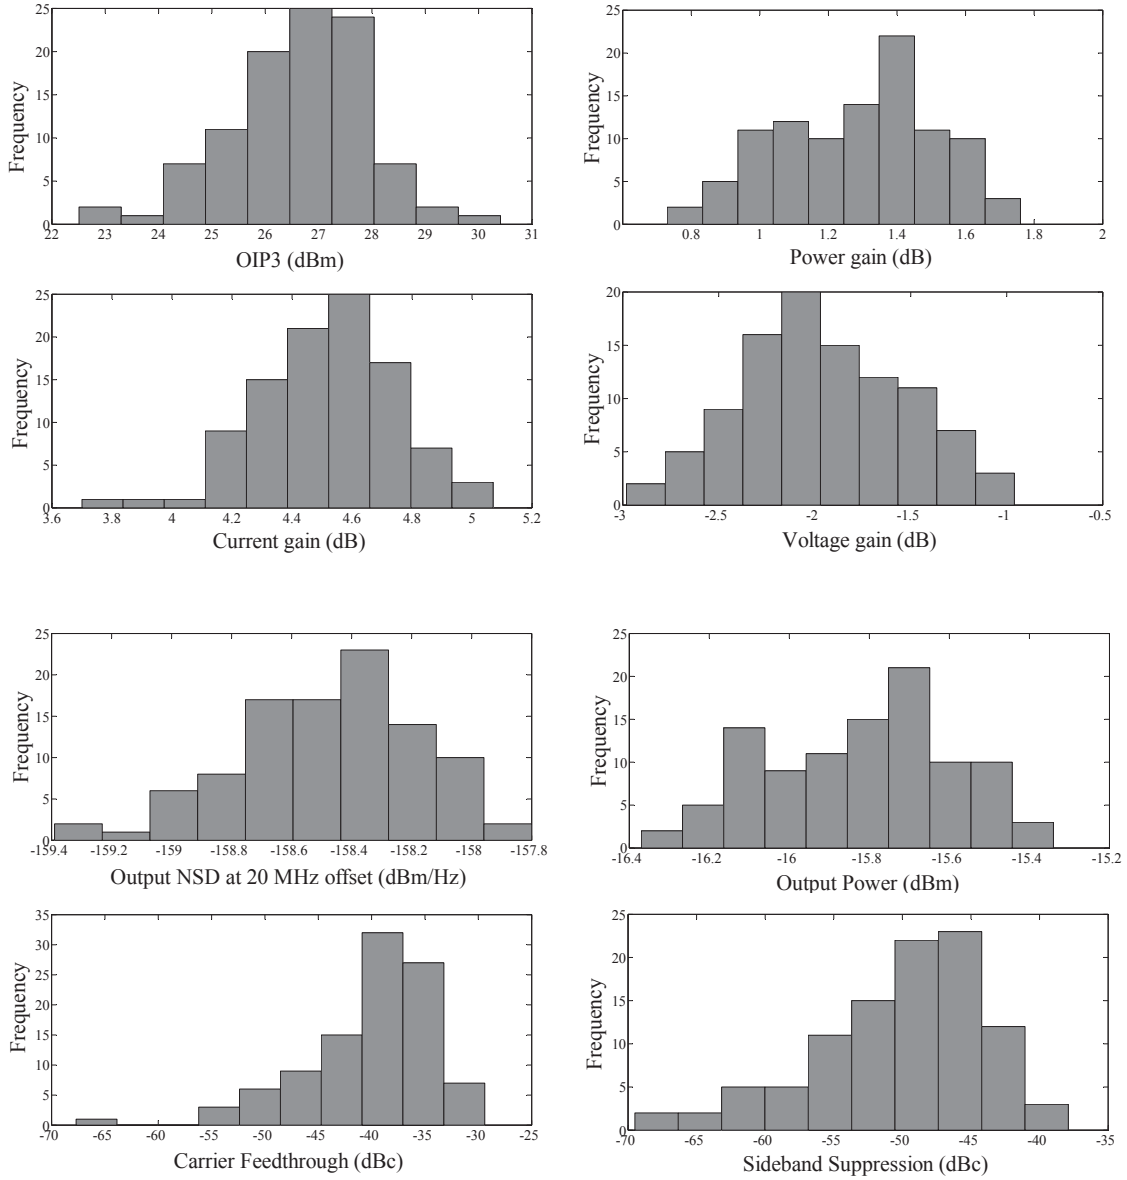 25
20
15
10
5
0
Frequency
22 23 24 25 26 27 28 29 30 31
OIP3 (dBm)
25
20
15
10
5
0
Frequency
0.8 1 1.2 1.4 1.6 1.8 2
Power gain (dB)
25
20
15
10
5
0
Frequency
3.6 3.8 4 4.2 4.4 4.6 4.8 5 5.2
Current gain (dB)
20
15
10
5
0
Frequency
-3 -2.5 -2 -1.5 -1 -0.5
Voltage gain (dB)
25
20
15
10
5
0
Frequency
-159.4 -159.2 -159 -158.8 -158.6 -158.4 -158.2 -158 -157.8
Output NSD at 20 MHz offset (dBm/Hz)
25
20
15
10
5
0
Frequency
-16.4 -16.2 -16 -15.8 -15.6 -15.4 -15.2
Output Power (dBm)
35
30
25
20
15
10
5
0
Frequency
-70 -65 -60 -55 -50 -45 -40 -35 -30 -25
Carrier Feedthrough (dBc)
25
20
15
10
5
0
Frequency
-70 -65 -60 -55 -50 -45 -40 -35
Sideband Suppression (dBc)